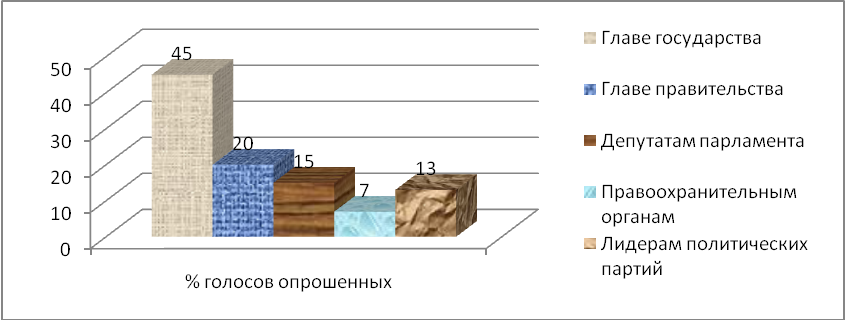 50
40
30
20
10
0
45
20
15
7
13
% голосов опрошенных
Главе государства
Главе правительства
Депутатам парламента
Правоохранительным
органам
Лидерам политических
партий